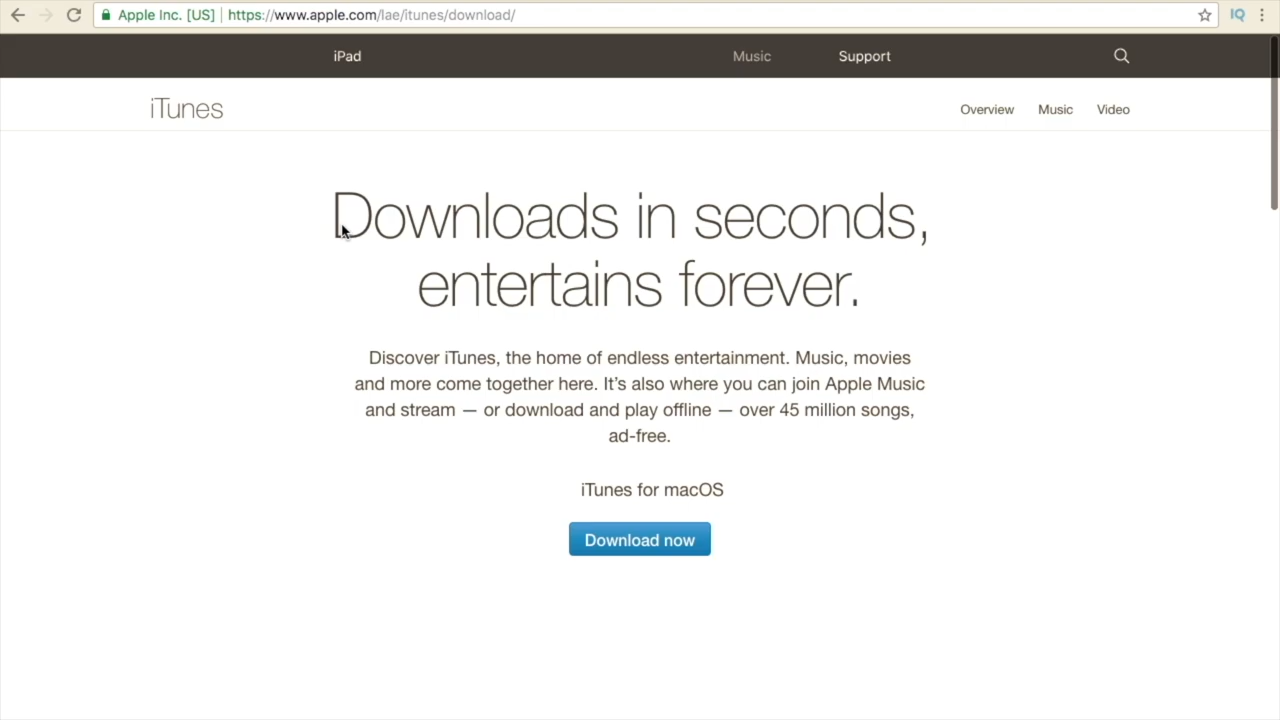 Apple Inc. [US] https://www.apple.com/lae/itunes/download/ IQ
iPad Music Support
iTunes Overview Music Video
Downloads in seconds,
entertains forever.
Discover iTunes, the home of endless entertainment. Music, movies
and more come together here. It’s also where you can join Apple Music
and stream — or download and play offline — over 45 million songs,
ad-free.
iTunes for macOS
Download now